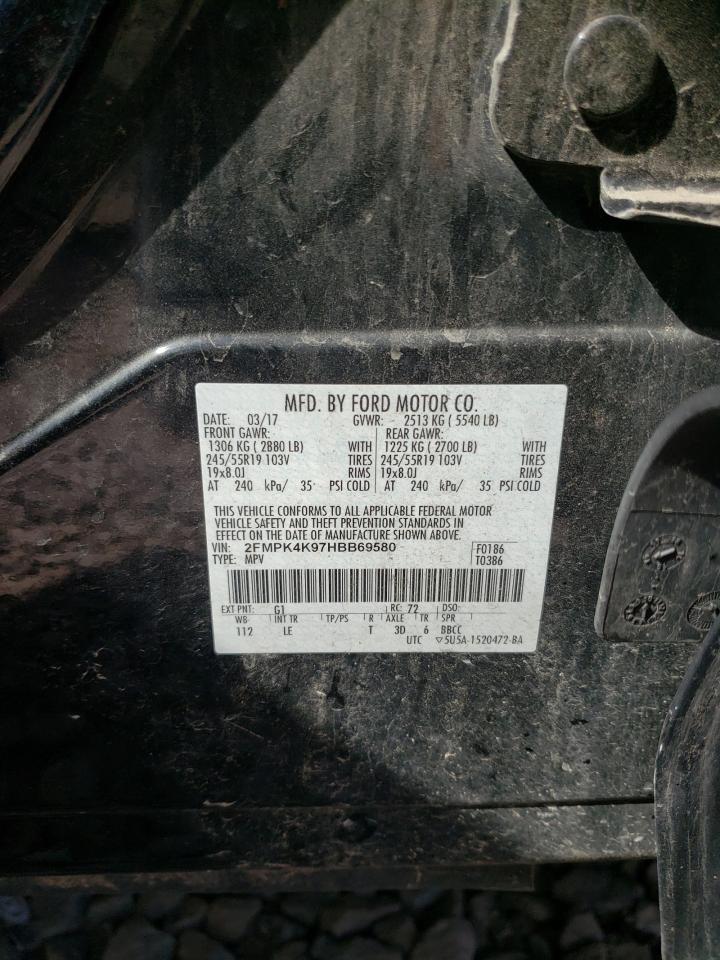 MFD. BY FORD MOTOR CO.
DATE: 03/17 GVWR: 2513 KG ( 5540 LB)
FRONT GAWR: REAR GAWR:
1306 KG ( 2880 LB) WITH 1225 KG ( 2700 LB) WITH
245/55R19 103V TIRES 245/55R19 103V TIRES
19x8.0J RIMS 19x8.0J RIMS
AT 240 kPa/ 35 PSI COLD AT 240 kPa/ 35 PSI COLD
THIS VEHICLE CONFORMS TO ALL APPLICABLE FEDERAL MOTOR
VEHICLE SAFETY AND THEFT PREVENTION STANDARDS IN
EFFECT ON THE DATE OF MANUFACTURE SHOWN ABOVE.
VIN: 2FMPK4K97HBB69580 F0186
TYPE: MPV T0386
EXT PNT: G1 RC: 72 DSO:
WB INT TR TP/PS R AXLE TR SPR
112 LE T 3D 6 BBCC
UTC ▽5U5A-1520472-BA